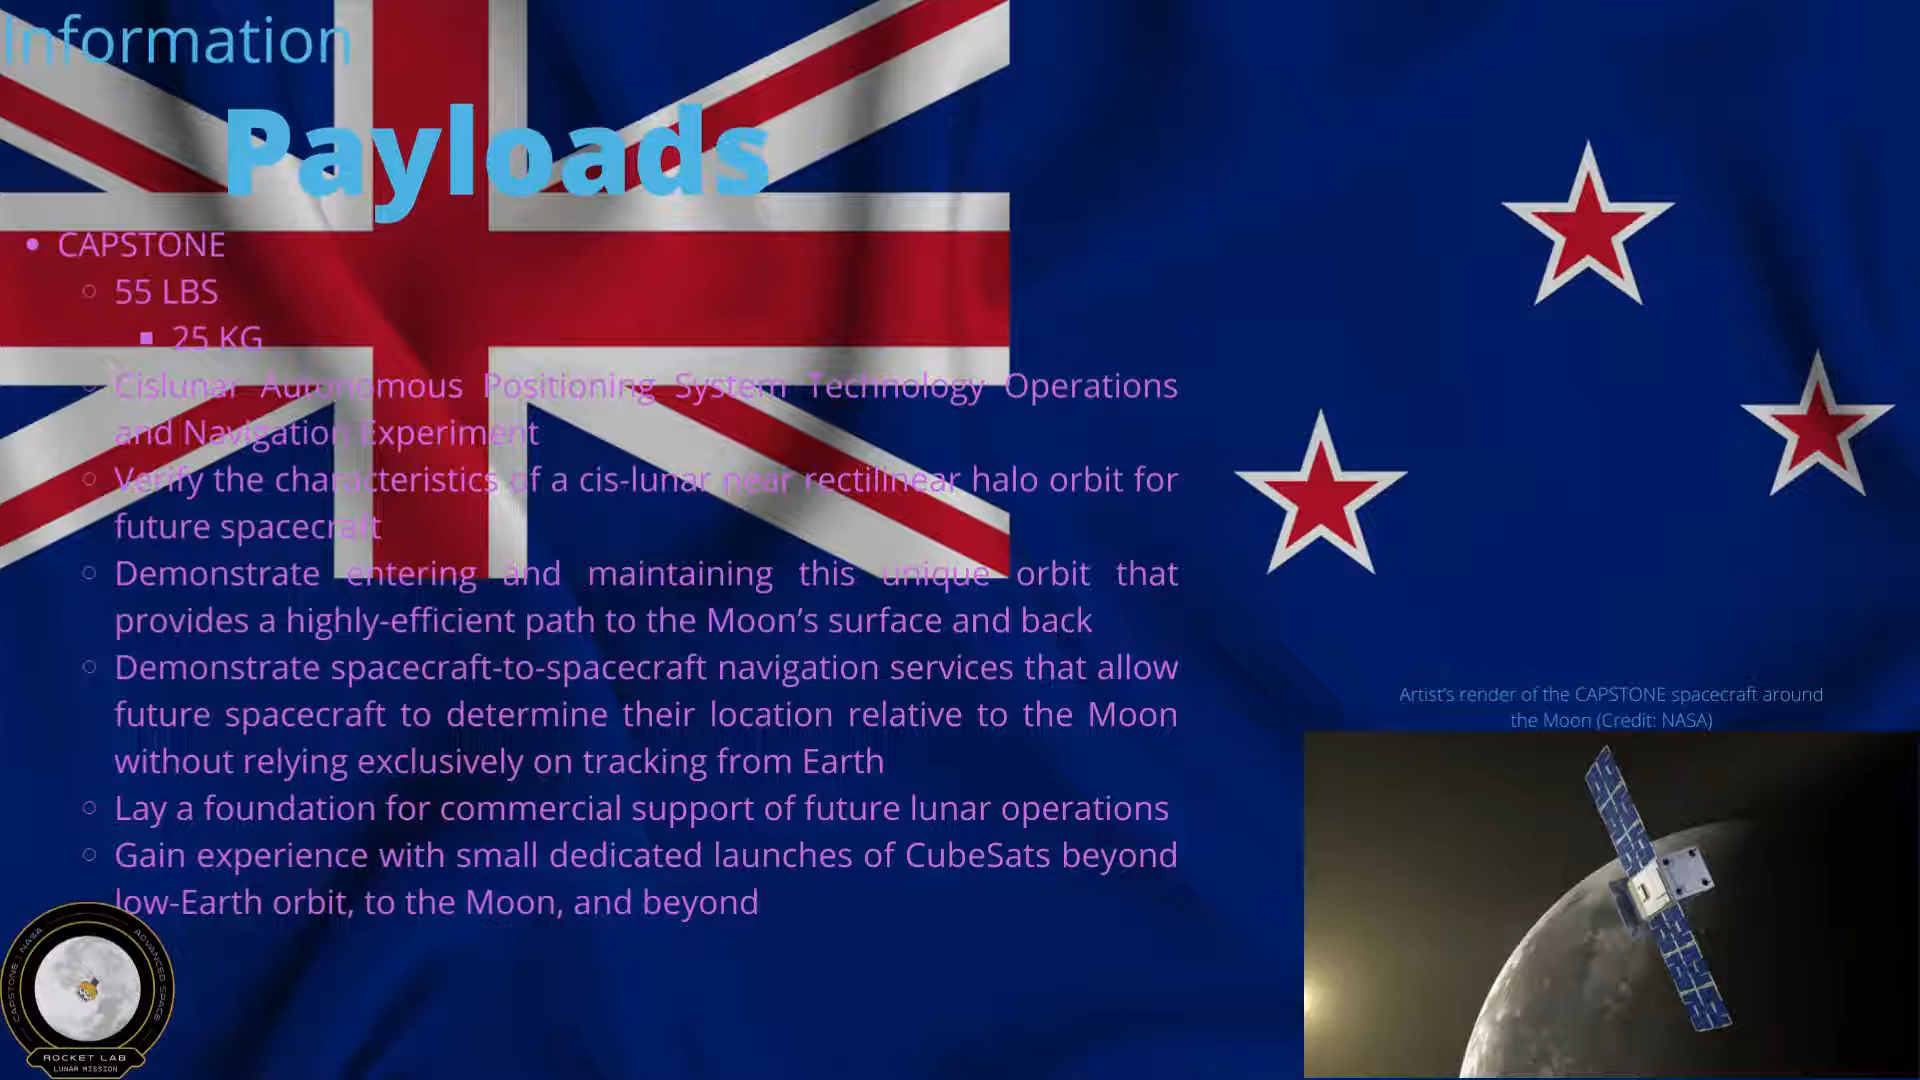 Information
Payloads
• CAPSTONE
○ 55 LBS
▪ 25 KG
○ Cislunar Autonomous Positioning System Technology Operations
and Navigation Experiment
○ Verify the characteristics of a cis-lunar near rectilinear halo orbit for
future spacecraft
○ Demonstrate entering and maintaining this unique orbit that
provides a highly-efficient path to the Moon’s surface and back
○ Demonstrate spacecraft-to-spacecraft navigation services that allow
future spacecraft to determine their location relative to the Moon
without relying exclusively on tracking from Earth
○ Lay a foundation for commercial support of future lunar operations
○ Gain experience with small dedicated launches of CubeSats beyond
low-Earth orbit, to the Moon, and beyond
Artist’s render of the CAPSTONE spacecraft around
the Moon (Credit: NASA)
CAPSTONE | NASA
ADVANCED SPACE
ROCKET LAB
LUNAR MISSION